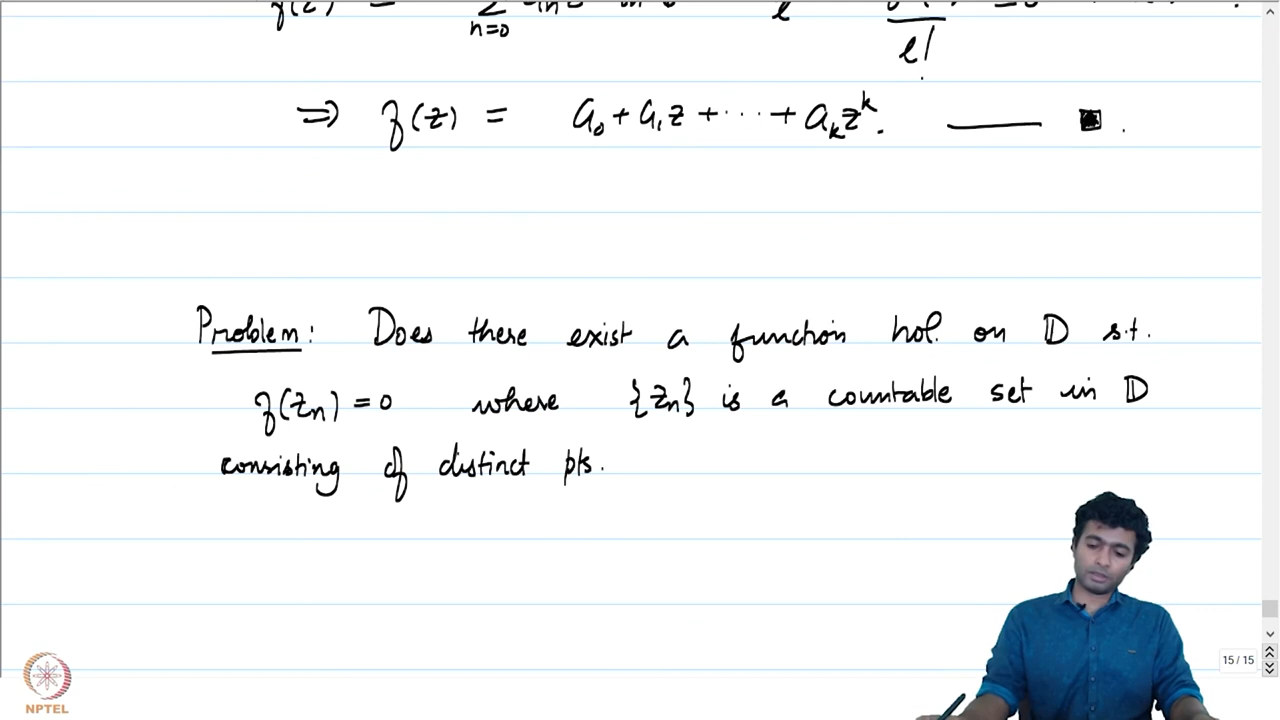 n=0
l!
⇒ f(z) = a₀ + a₁z + ··· + aₖzᵏ. —— ■.
Problem: Does there exist a function hol. on 𝔻 s.t.
f(zₙ) = 0 where {zₙ} is a countable set in 𝔻
consisting of distinct pts.
15 / 15
NPTEL